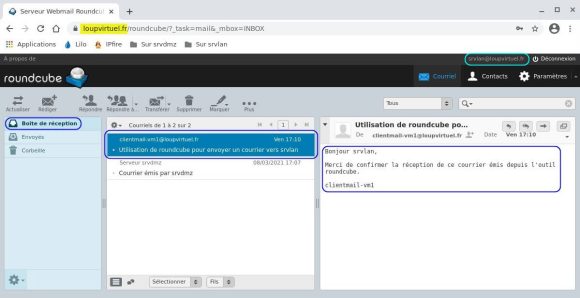 Serveur Webmail Roundcub
loupvirtuel.fr/roundcube/?_task=mail&_mbox=INBOX
Applications Lilo IPfire Sur srvdmz Sur srvlan
À propos de
srvlan@loupvirtuel.fr Déconnexion
roundcube
Courriel Contacts Paramètres
Actualiser Rédiger Répondre Répondre à... Transférer Supprimer Marquer Plus
Tous
Boîte de réception
Envoyés
Corbeille
Courriels de 1 à 2 sur 2
1
clientmail-vm1@loupvirtuel.fr Ven 17:10
Utilisation de roundcube pour envoyer un courrier vers srvlan
Serveur srvdmz 08/03/2021 17:07
Courrier émis par srvdmz
Sélectionner Fils
Utilisation de roundcube po...
De clientmail-vm1@loupvirtuel.fr Date Ven 17:10
Bonjour srvlan,
Merci de confirmer la réception de ce courrier émis depuis l'outil
roundcube.
clientmail-vm1